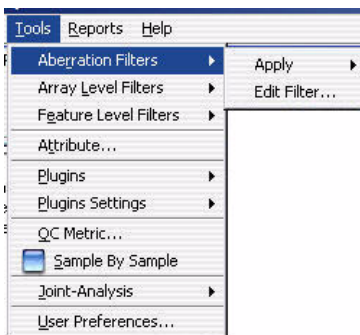 Tools Reports Help
Aberration Filters
Apply
Edit Filter...
Array Level Filters
Feature Level Filters
Attribute...
Plugins
Plugins Settings
QC Metric...
Sample By Sample
Joint-Analysis
User Preferences...